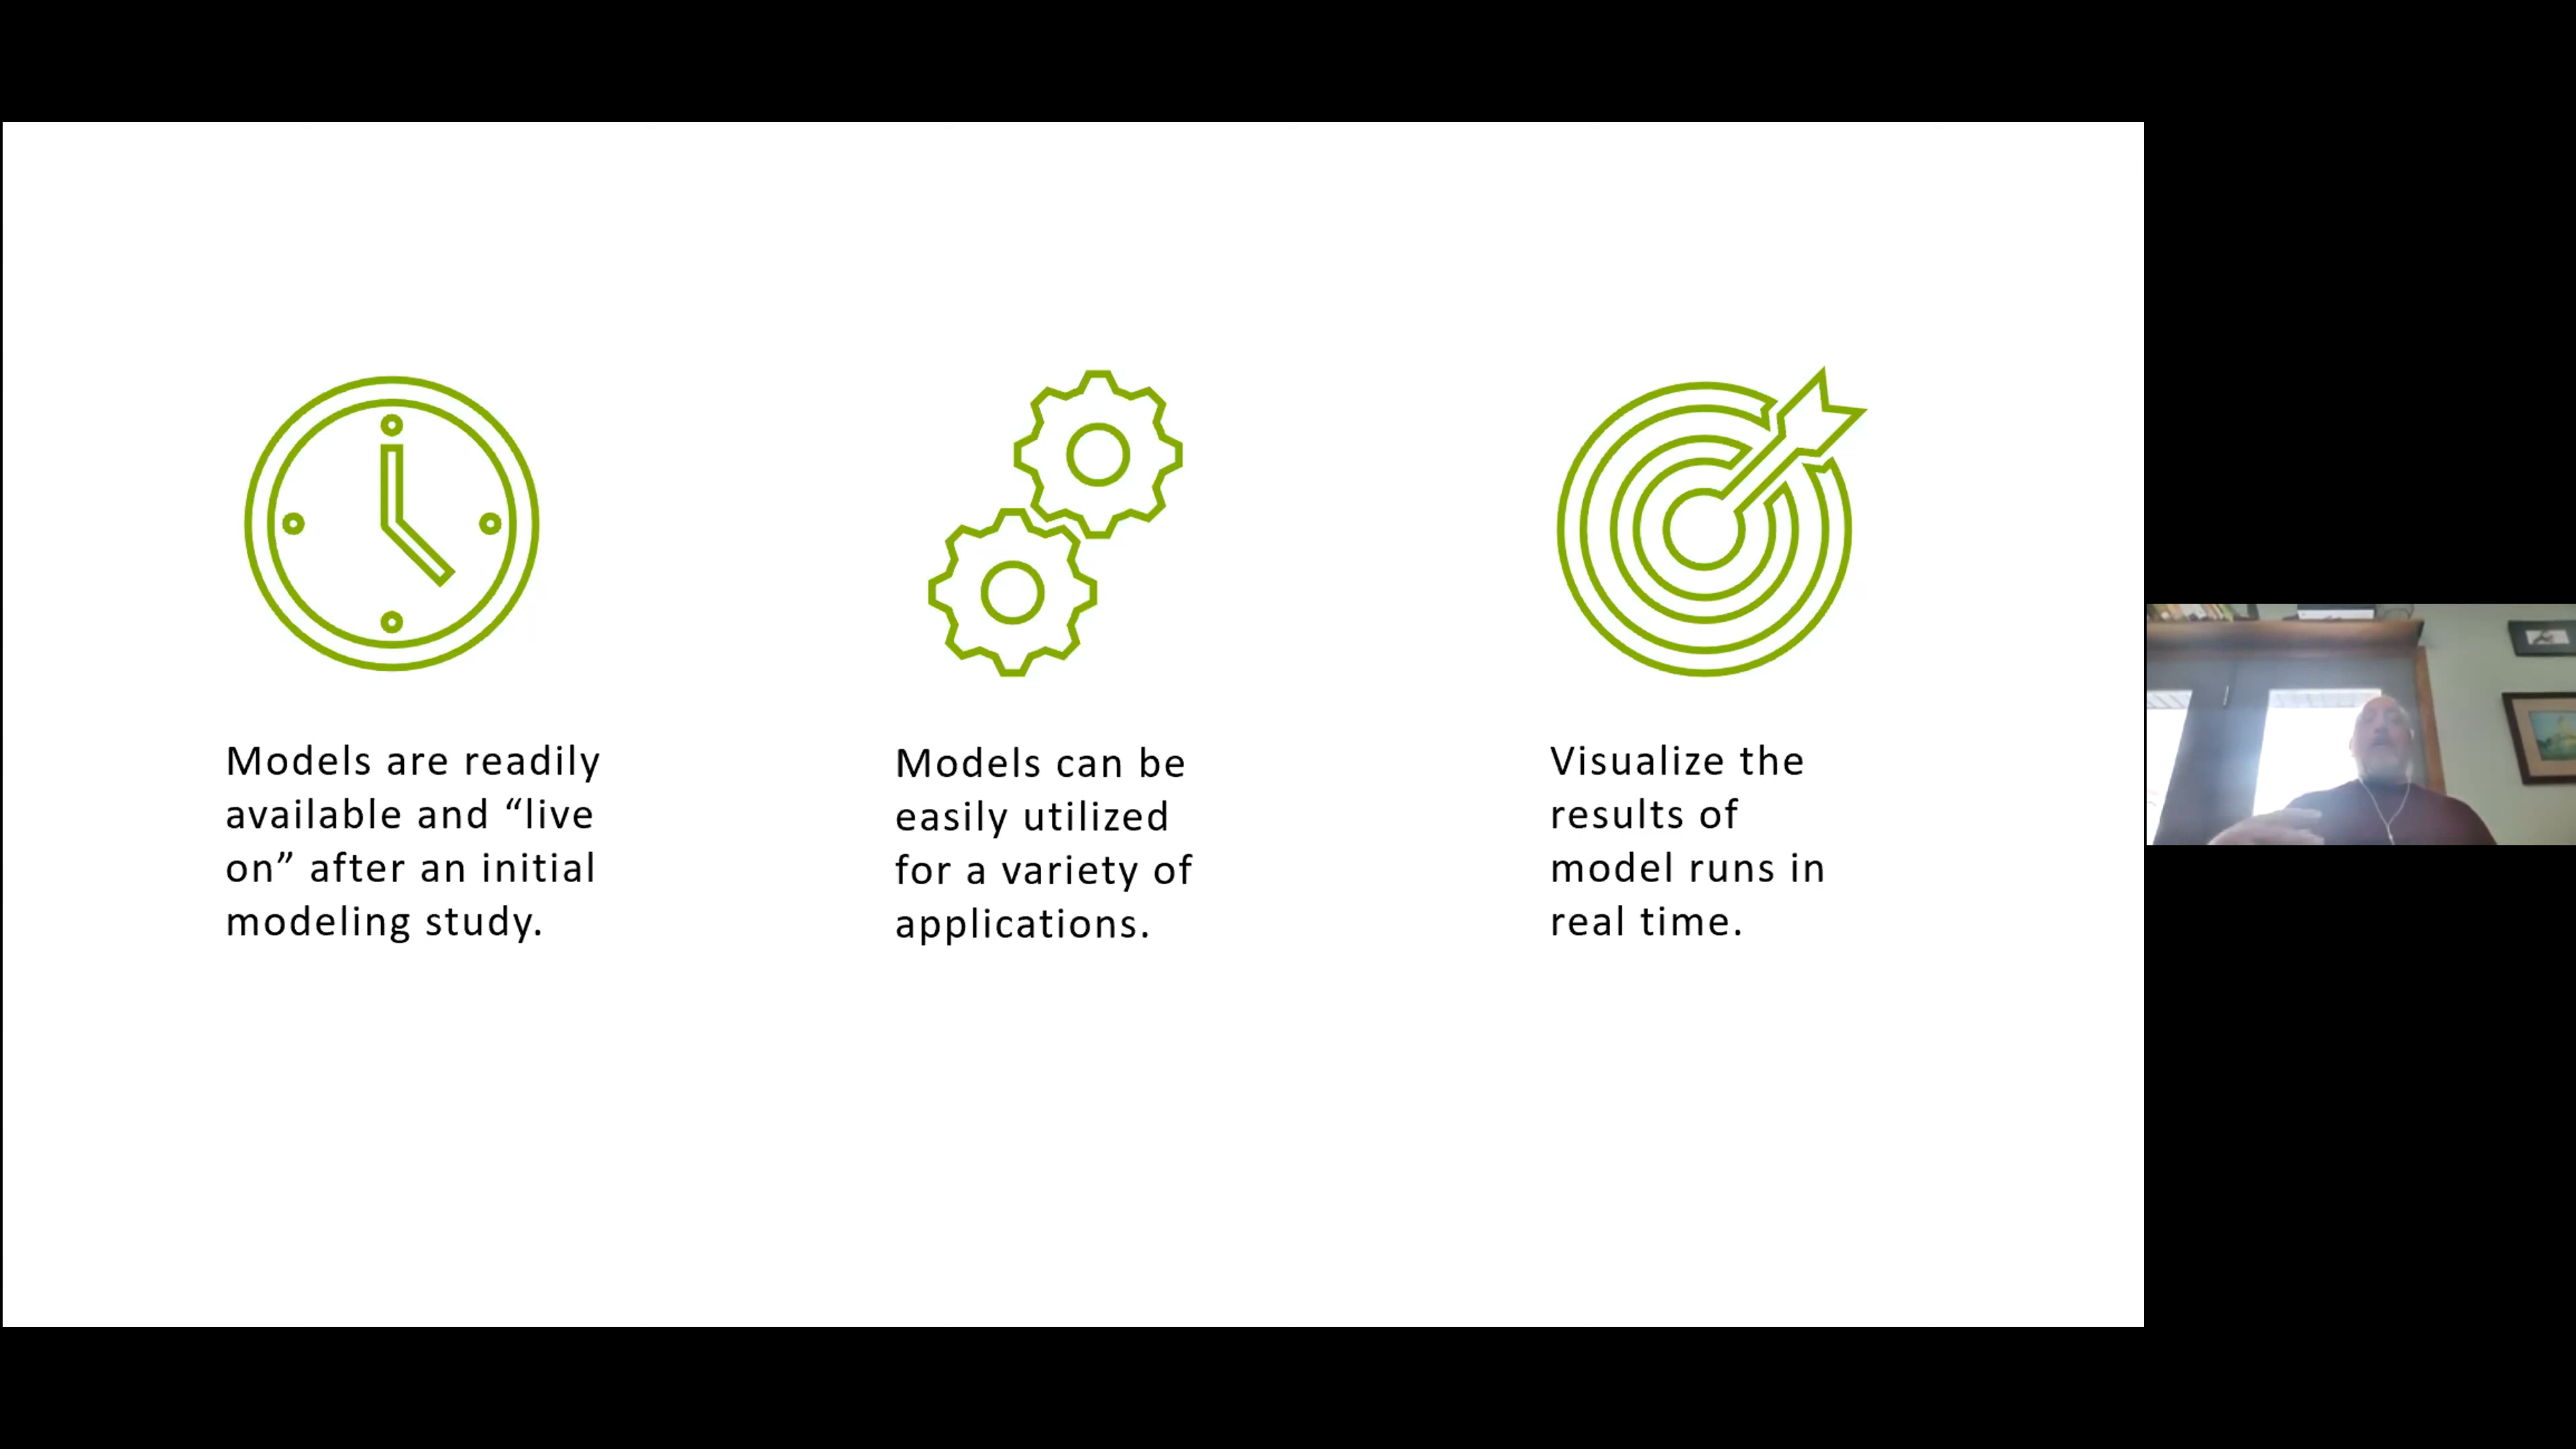 Models are readily
available and “live
on” after an initial
modeling study.
Models can be
easily utilized
for a variety of
applications.
Visualize the
results of
model runs in
real time.